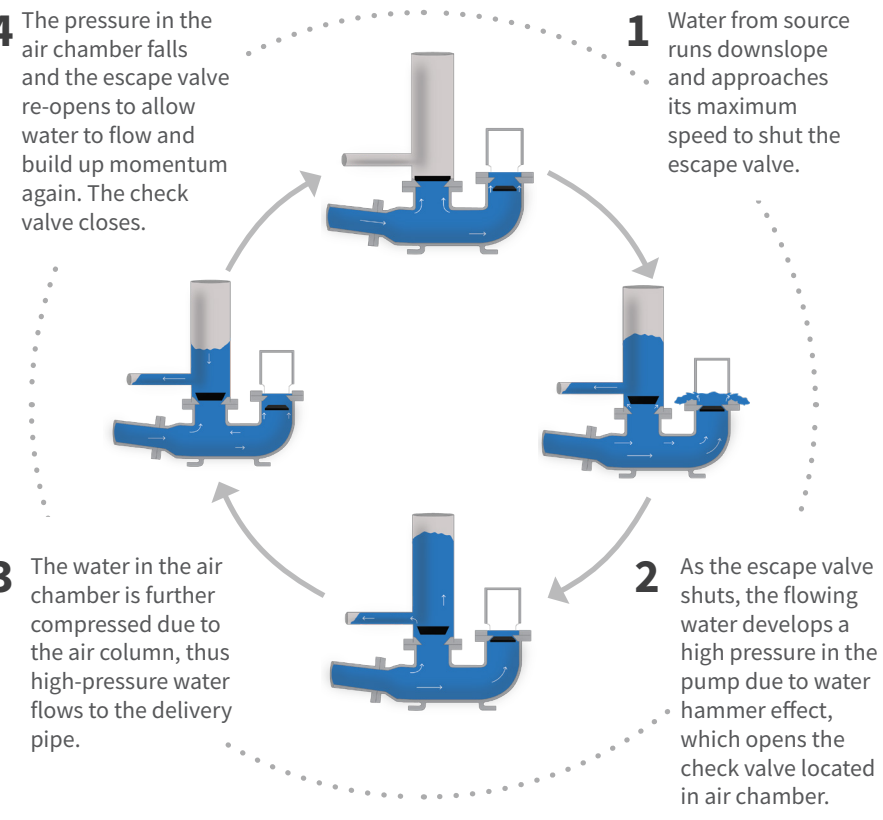 1
Water from source
runs downslope
and approaches
its maximum
speed to shut the
escape valve.
2
As the escape valve
shuts, the flowing
water develops a
high pressure in the
pump due to water
hammer effect,
which opens the
check valve located
in air chamber.
3
The water in the air
chamber is further
compressed due to
the air column, thus
high-pressure water
flows to the delivery
pipe.
4
The pressure in the
air chamber falls
and the escape valve
re-opens to allow
water to flow and
build up momentum
again. The check
valve closes.